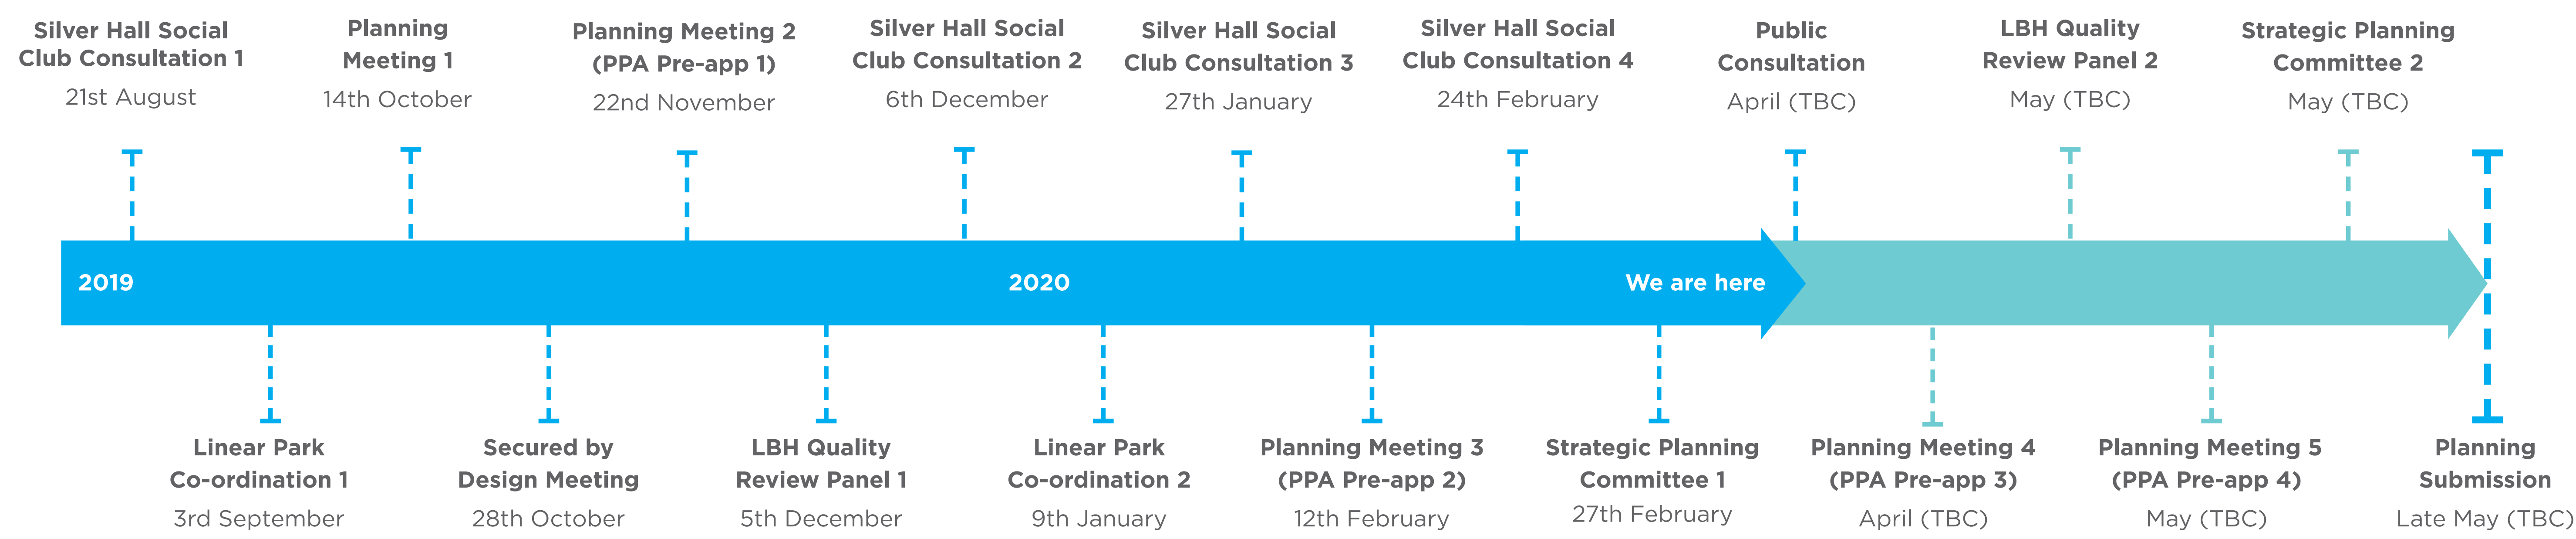 Silver Hall Social
Club Consultation 1
21st August
Planning
Meeting 1
14th October
Planning Meeting 2
(PPA Pre-app 1)
22nd November
Silver Hall Social
Club Consultation 2
6th December
Silver Hall Social
Club Consultation 3
27th January
Silver Hall Social
Club Consultation 4
24th February
Public
Consultation
April (TBC)
LBH Quality
Review Panel 2
May (TBC)
Strategic Planning
Committee 2
May (TBC)
2019
2020
We are here
Linear Park
Co-ordination 1
3rd September
Secured by
Design Meeting
28th October
LBH Quality
Review Panel 1
5th December
Linear Park
Co-ordination 2
9th January
Planning Meeting 3
(PPA Pre-app 2)
12th February
Strategic Planning
Committee 1
27th February
Planning Meeting 4
(PPA Pre-app 3)
April (TBC)
Planning Meeting 5
(PPA Pre-app 4)
May (TBC)
Planning
Submission
Late May (TBC)